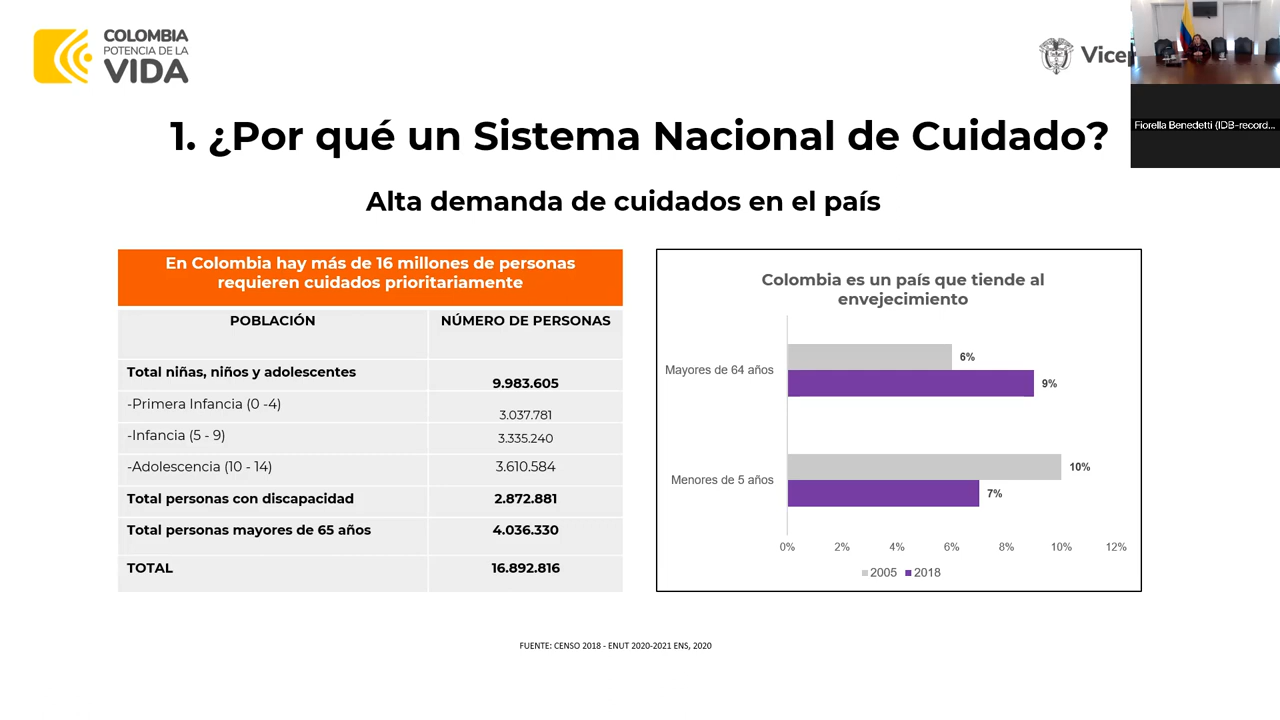 COLOMBIA
POTENCIA DE LA
VIDA
Fiorella Benedetti (IDB-record...
1. ¿Por qué un Sistema Nacional de Cuidado?
Alta demanda de cuidados en el país
En Colombia hay más de 16 millones de personas
requieren cuidados prioritariamente
POBLACIÓN NÚMERO DE PERSONAS
Total niñas, niños y adolescentes 9.983.605
-Primera Infancia (0 -4) 3.037.781
-Infancia (5 - 9) 3.335.240
-Adolescencia (10 - 14) 3.610.584
Total personas con discapacidad 2.872.881
Total personas mayores de 65 años 4.036.330
TOTAL 16.892.816
Colombia es un país que tiende al
envejecimiento
Mayores de 64 años
6%
9%
Menores de 5 años
10%
7%
0% 2% 4% 6% 8% 10% 12%
2005 2018
FUENTE: CENSO 2018 - ENUT 2020-2021 ENS, 2020